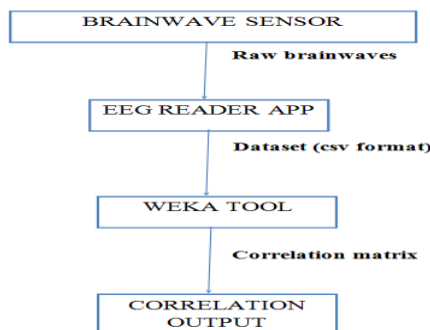 BRAINWAVE SENSOR
Raw brainwaves
EEG READER APP
Dataset (csv format)
WEKA TOOL
Correlation matrix
CORRELATION
OUTPUT